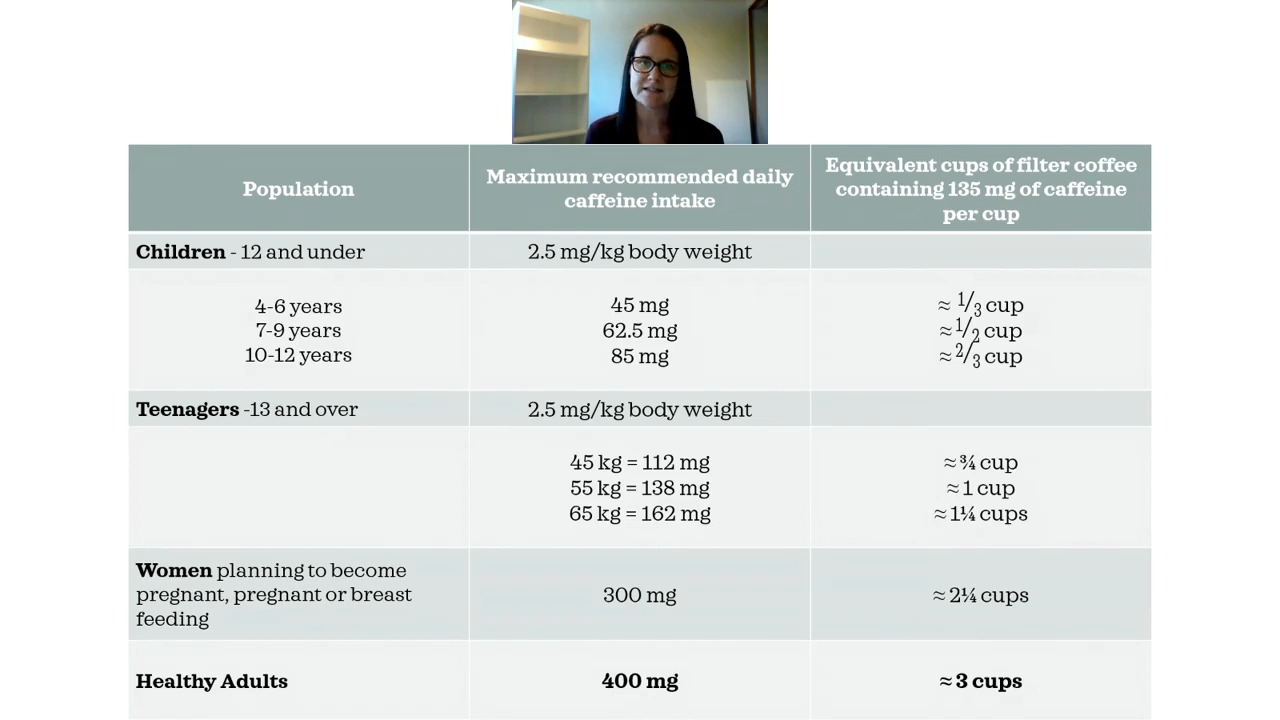 Population
Maximum recommended daily
caffeine intake
Equivalent cups of filter coffee
containing 135 mg of caffeine
per cup
Children - 12 and under
2.5 mg/kg body weight
4-6 years
7-9 years
10-12 years
45 mg
62.5 mg
85 mg
≈ 1/3 cup
≈ 1/2 cup
≈ 2/3 cup
Teenagers -13 and over
2.5 mg/kg body weight
45 kg = 112 mg
55 kg = 138 mg
65 kg = 162 mg
≈ ¾ cup
≈ 1 cup
≈ 1¼ cups
Women planning to become
pregnant, pregnant or breast
feeding
300 mg
≈ 2¼ cups
Healthy Adults
400 mg
≈ 3 cups